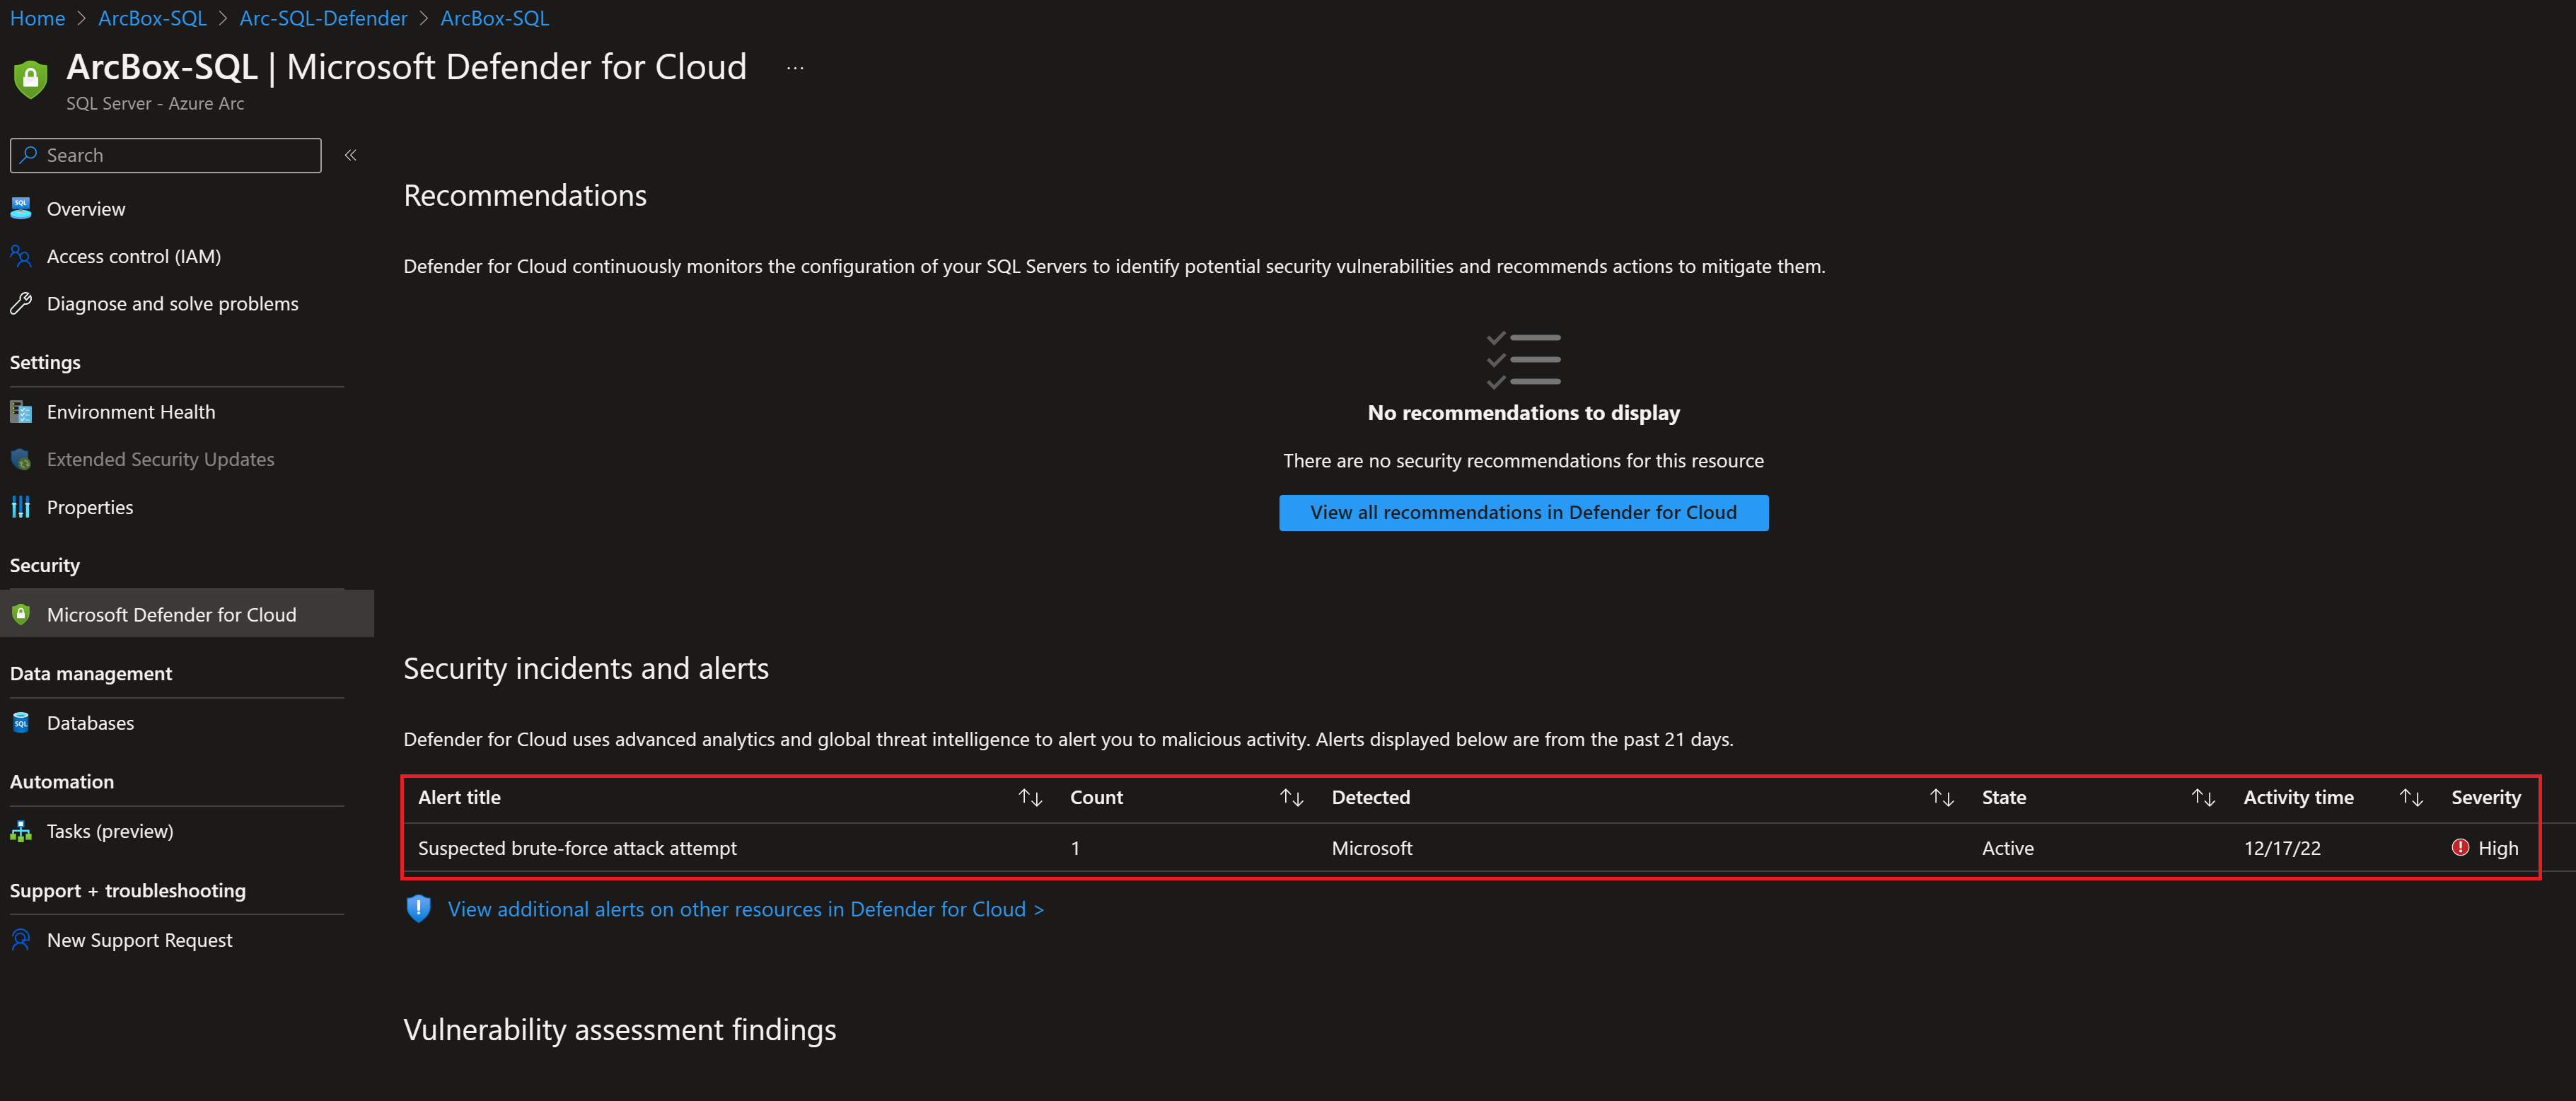 Home > ArcBox-SQL > Arc-SQL-Defender > ArcBox-SQL
ArcBox-SQL | Microsoft Defender for Cloud ...
SQL Server - Azure Arc
Search
«
Overview
Access control (IAM)
Diagnose and solve problems
Settings
Environment Health
Extended Security Updates
Properties
Security
Microsoft Defender for Cloud
Data management
Databases
Automation
Tasks (preview)
Support + troubleshooting
New Support Request
Recommendations
Defender for Cloud continuously monitors the configuration of your SQL Servers to identify potential security vulnerabilities and recommends actions to mitigate them.
No recommendations to display
There are no security recommendations for this resource
View all recommendations in Defender for Cloud
Security incidents and alerts
Defender for Cloud uses advanced analytics and global threat intelligence to alert you to malicious activity. Alerts displayed below are from the past 21 days.
Alert title ↑↓ Count ↑↓ Detected ↑↓ State ↑↓ Activity time ↑↓ Severity
Suspected brute-force attack attempt 1 Microsoft Active 12/17/22 High
View additional alerts on other resources in Defender for Cloud >
Vulnerability assessment findings